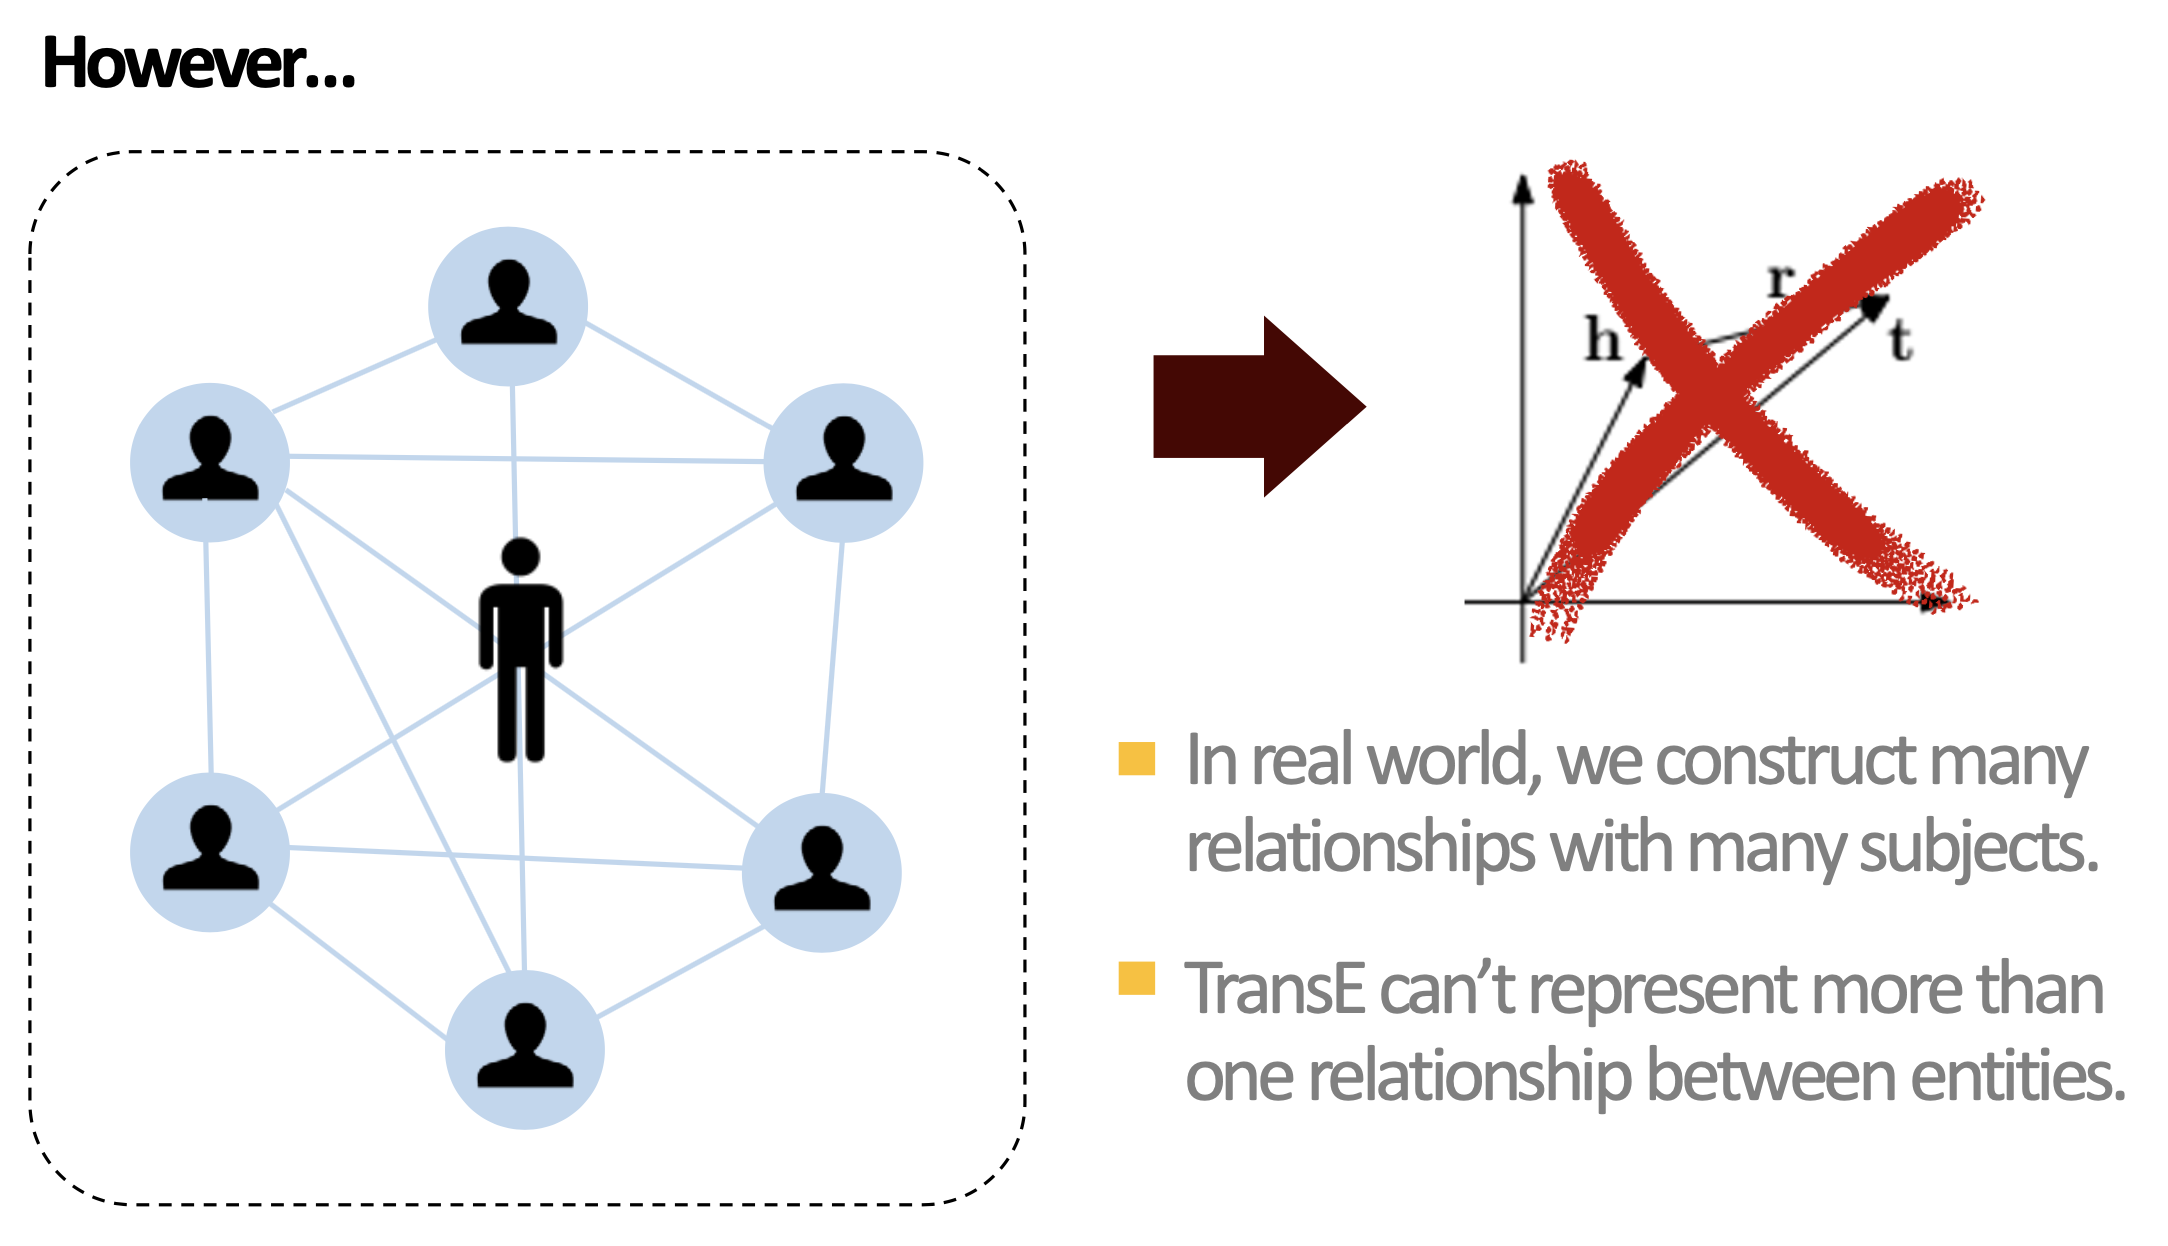 However...
r
h
t
In real world, we construct many
relationships with many subjects.
TransE can’t represent more than
one relationship between entities.